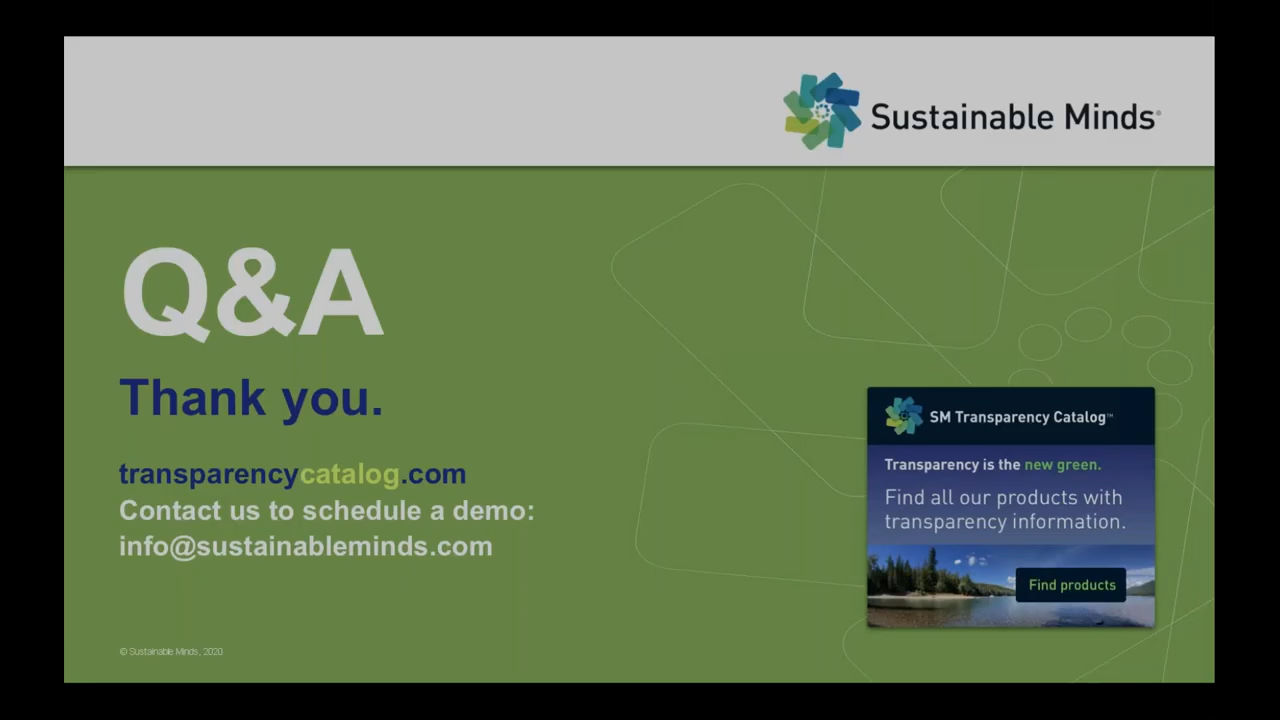 Sustainable Minds®
Q&A
Thank you.
transparencycatalog.com
Contact us to schedule a demo:
info@sustainableminds.com
SM Transparency Catalog™
Transparency is the new green.
Find all our products with
transparency information.
Find products
© Sustainable Minds, 2020